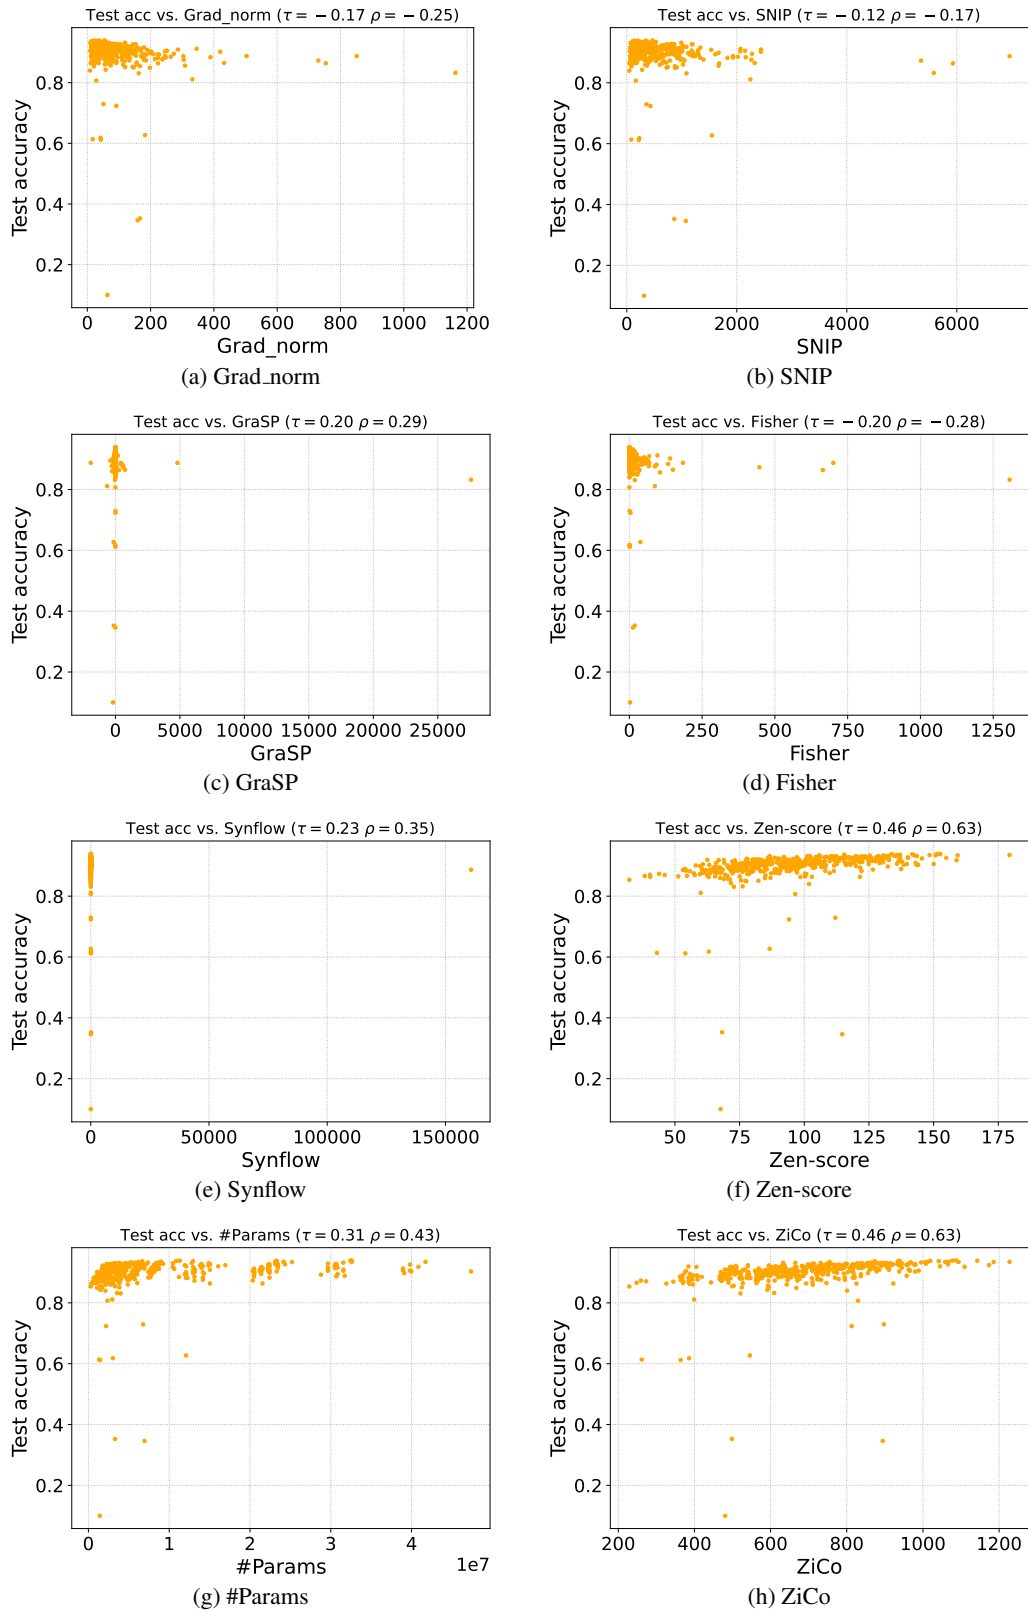 Test acc vs. Grad_norm (τ = −0.17 ρ = −0.25)
Test accuracy
0.8
0.6
0.4
0.2
0 200 400 600 800 1000 1200
Grad_norm
(a) Grad_norm
Test acc vs. SNIP (τ = −0.12 ρ = −0.17)
Test accuracy
0.8
0.6
0.4
0.2
0 2000 4000 6000
SNIP
(b) SNIP
Test acc vs. GraSP (τ = 0.20 ρ = 0.29)
Test accuracy
0.8
0.6
0.4
0.2
0 5000 10000 15000 20000 25000
GraSP
(c) GraSP
Test acc vs. Fisher (τ = −0.20 ρ = −0.28)
Test accuracy
0.8
0.6
0.4
0.2
0 250 500 750 1000 1250
Fisher
(d) Fisher
Test acc vs. Synflow (τ = 0.23 ρ = 0.35)
Test accuracy
0.8
0.6
0.4
0.2
0 50000 100000 150000
Synflow
(e) Synflow
Test acc vs. Zen-score (τ = 0.46 ρ = 0.63)
Test accuracy
0.8
0.6
0.4
0.2
50 75 100 125 150 175
Zen-score
(f) Zen-score
Test acc vs. #Params (τ = 0.31 ρ = 0.43)
Test accuracy
0.8
0.6
0.4
0.2
0 1 2 3 4
1e7
#Params
(g) #Params
Test acc vs. ZiCo (τ = 0.46 ρ = 0.63)
Test accuracy
0.8
0.6
0.4
0.2
200 400 600 800 1000 1200
ZiCo
(h) ZiCo